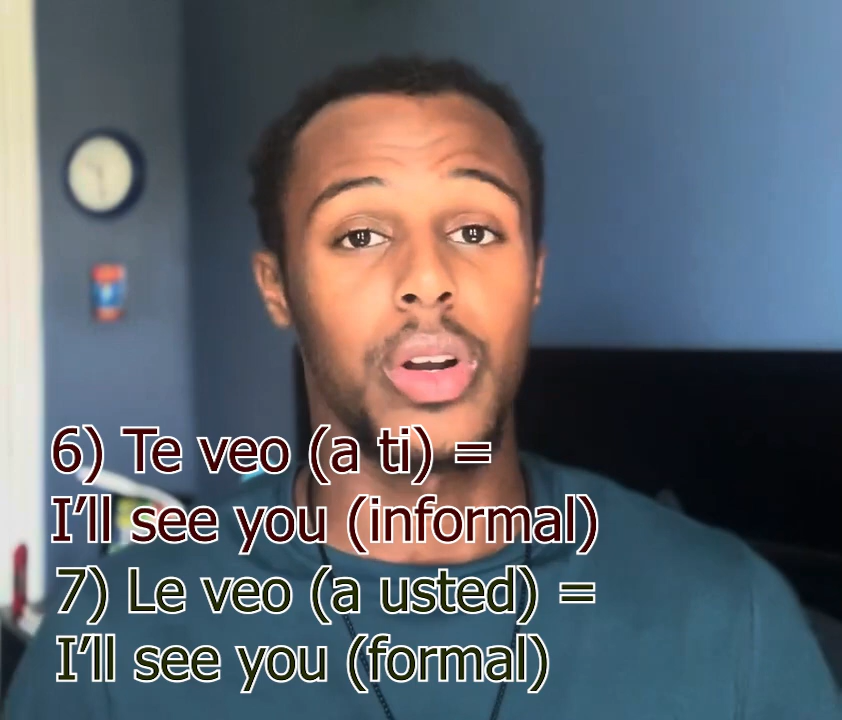 6) Te veo (a ti) =
I’ll see you (informal)
7) Le veo (a usted) =
I’ll see you (formal)